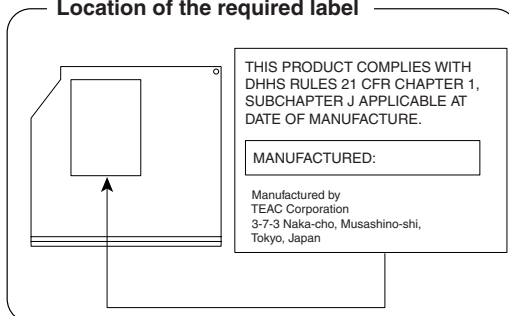 Location of the required label
THIS PRODUCT COMPLIES WITH
DHHS RULES 21 CFR CHAPTER 1,
SUBCHAPTER J APPLICABLE AT
DATE OF MANUFACTURE.
MANUFACTURED:
Manufactured by
TEAC Corporation
3-7-3 Naka-cho, Musashino-shi,
Tokyo, Japan